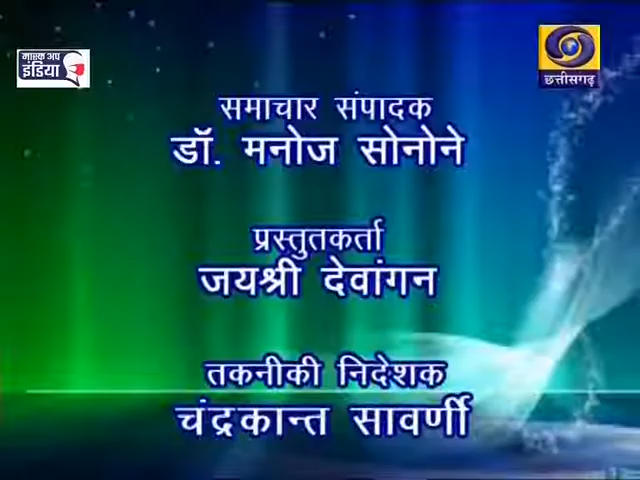 मास्क अप
इंडिया
छत्तीसगढ़
समाचार संपादक
डॉ. मनोज सोनोने
प्रस्तुतकर्ता
जयश्री देवांगन
तकनीकी निदेशक
चंद्रकान्त सावर्णी